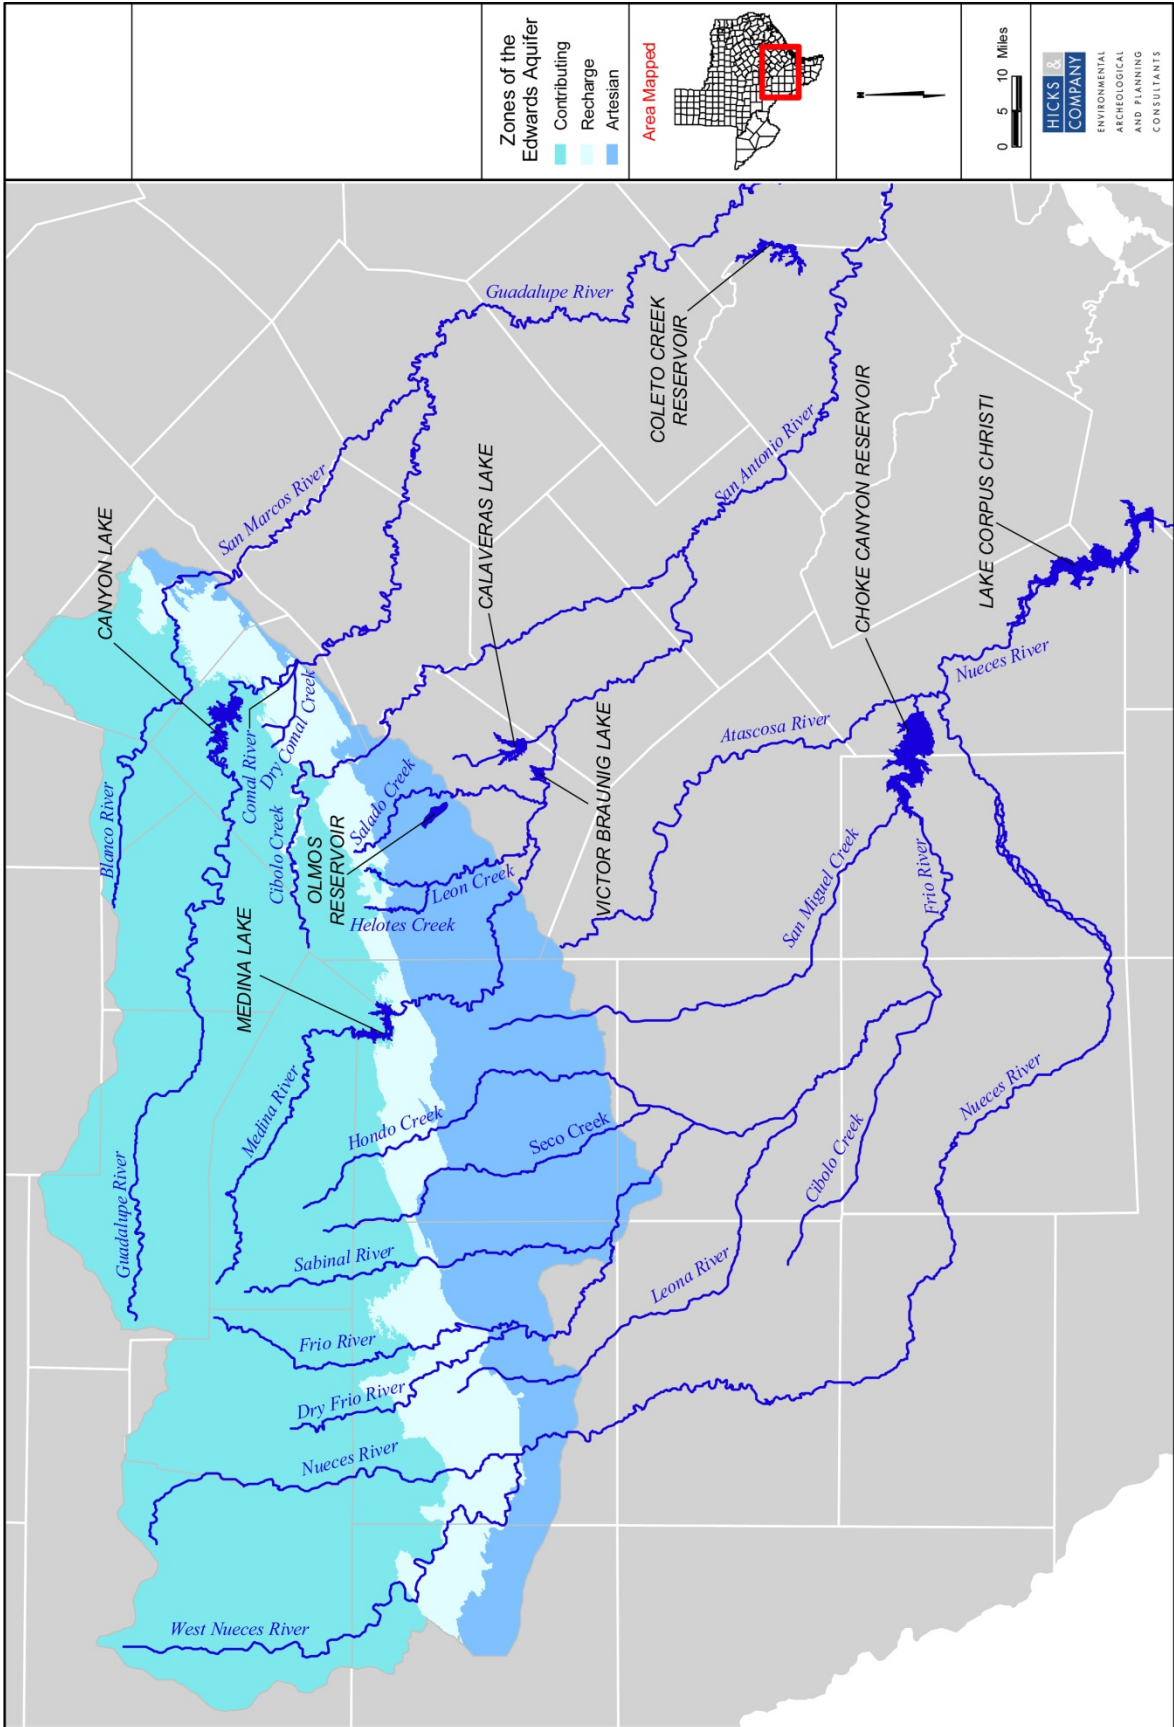 Zones of the
Edwards Aquifer
Contributing
Recharge
Artesian
Area Mapped
N
0 5 10 Miles
HICKS &
COMPANY
ENVIRONMENTAL
ARCHEOLOGICAL
AND PLANNING
CONSULTANTS
West Nueces River
Nueces River
Dry Frio River
Frio River
Sabinal River
Guadalupe River
Medina River
Hondo Creek
Seco Creek
MEDINA LAKE
Blanco River
Comal River
Dry Comal Creek
Cibolo Creek
OLMOS
RESERVOIR
Salado Creek
Leon Creek
Helotes Creek
CANYON LAKE
San Marcos River
Guadalupe River
CALAVERAS LAKE
VICTOR BRAUNIG LAKE
COLETO CREEK
RESERVOIR
San Antonio River
Atascosa River
CHOKE CANYON RESERVOIR
San Miguel Creek
Frio River
Leona River
Cibolo Creek
Nueces River
Nueces River
LAKE CORPUS CHRISTI